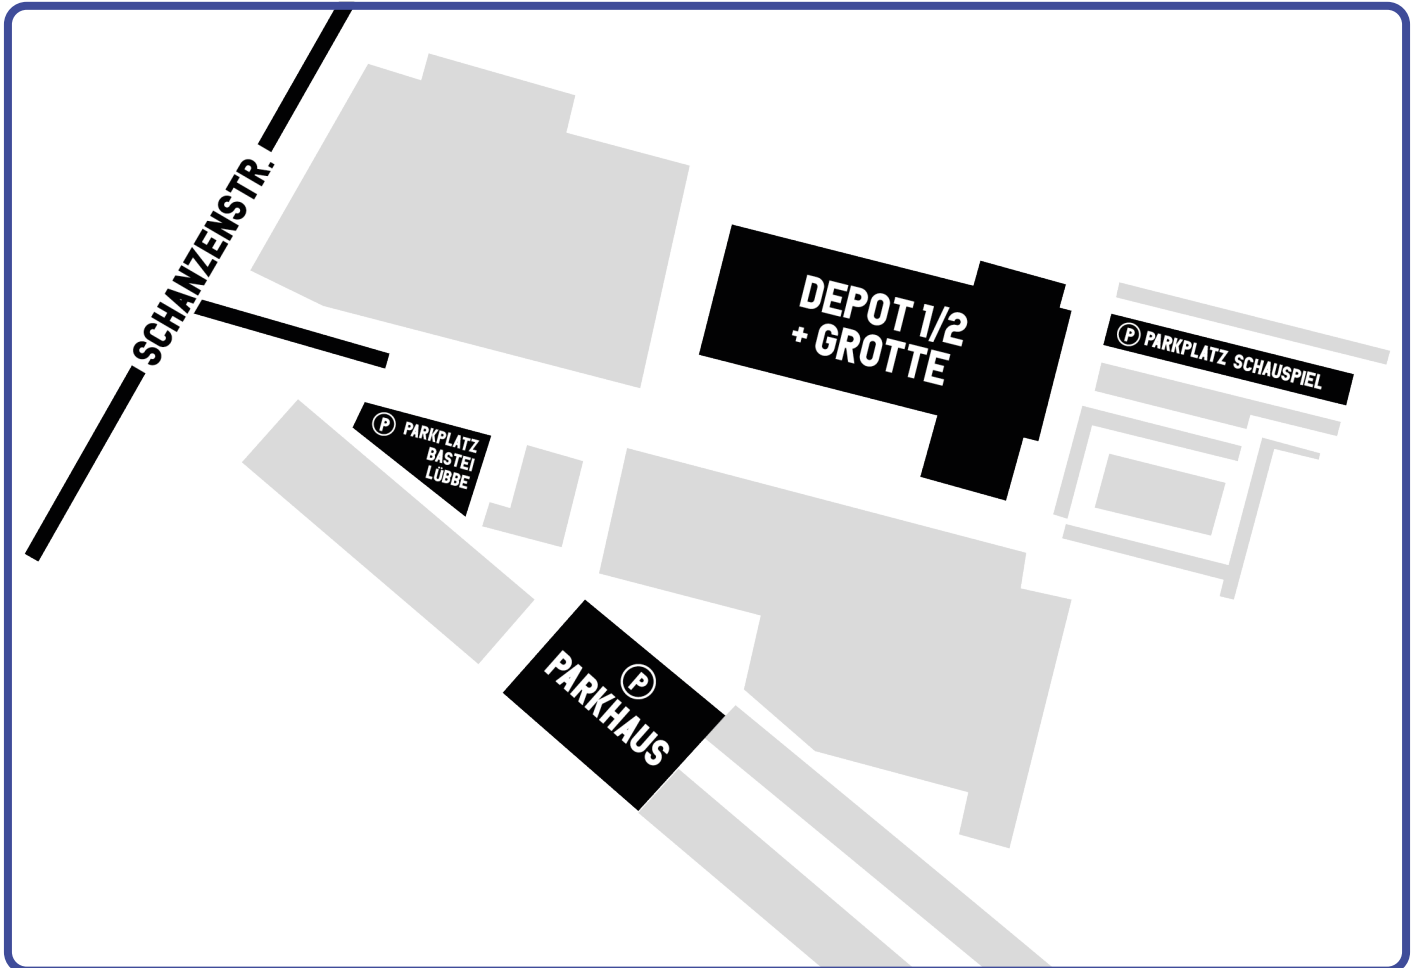 SCHANZENSTR.
DEPOT 1/2
+ GROTTE
P PARKPLATZ SCHAUSPIEL
P PARKPLATZ
BASTEI
LÜBBE
P
PARKHAUS